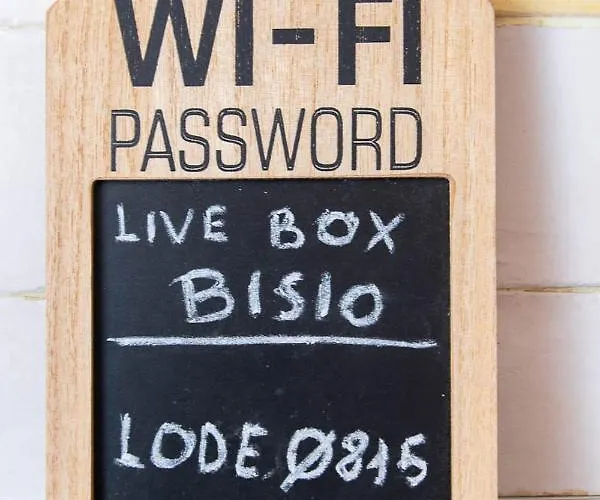 WI-FI
PASSWORD
LIVE BOX
BISIO
LODE Ø815